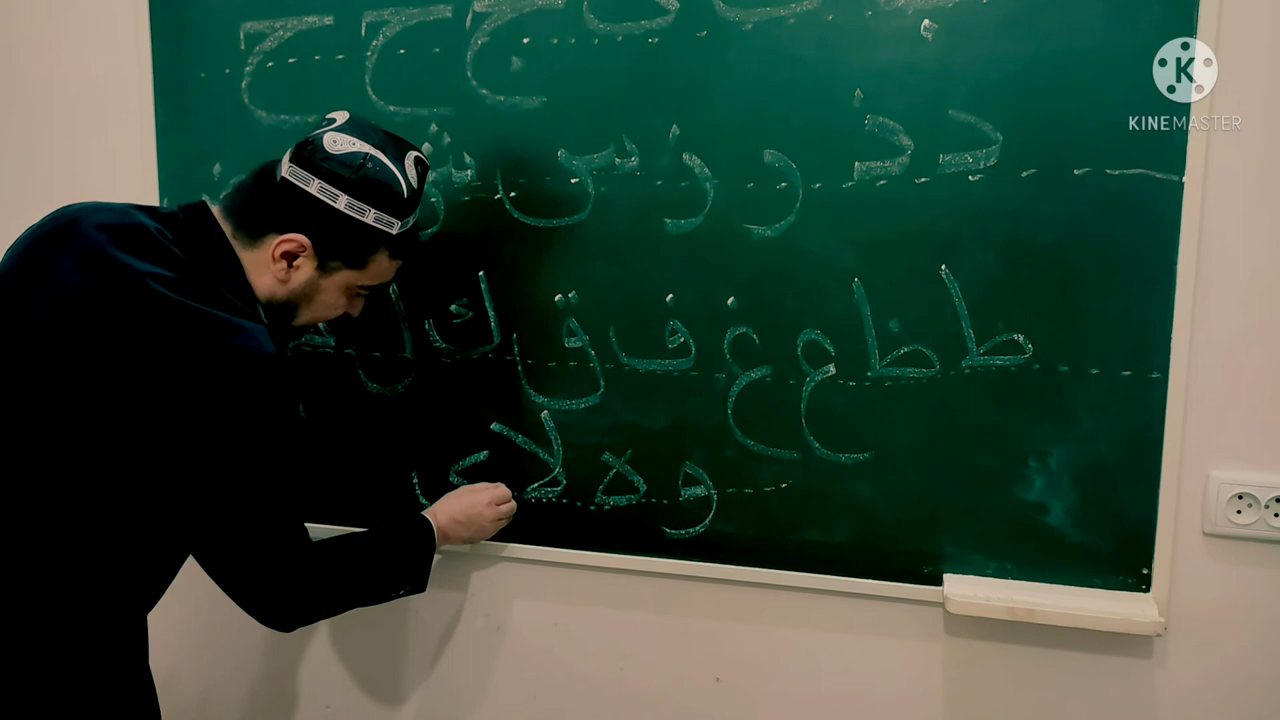 ج ح خ
د ذ ر ز س ش
ط ظ ع غ ف ق ك ل
و ه لا ي
KINEMASTER